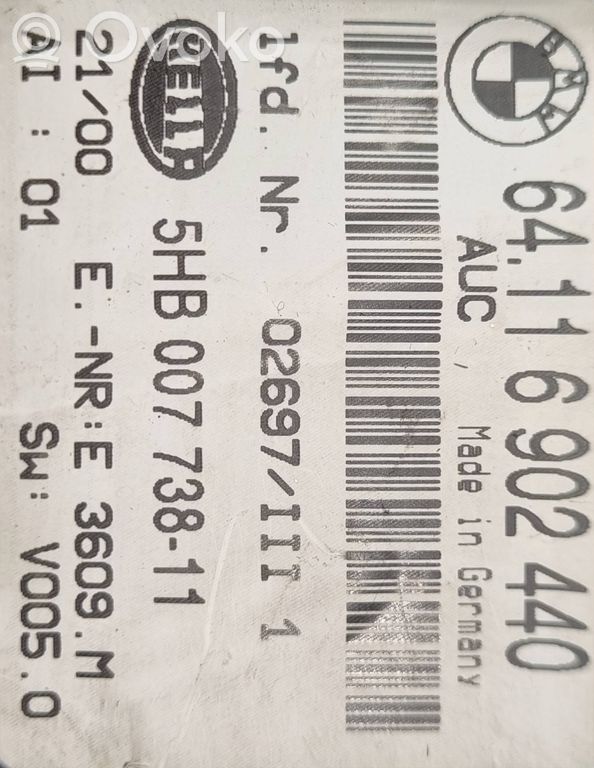 BMW
64.11 6 902 440
AUC, Made in Germany
lfd. Nr. 02697/III 1
HELLA
5HB 007 738-11
21/00 E.-NR:E 3609.M
AI : 01 Sw: V005.0
Ovoko